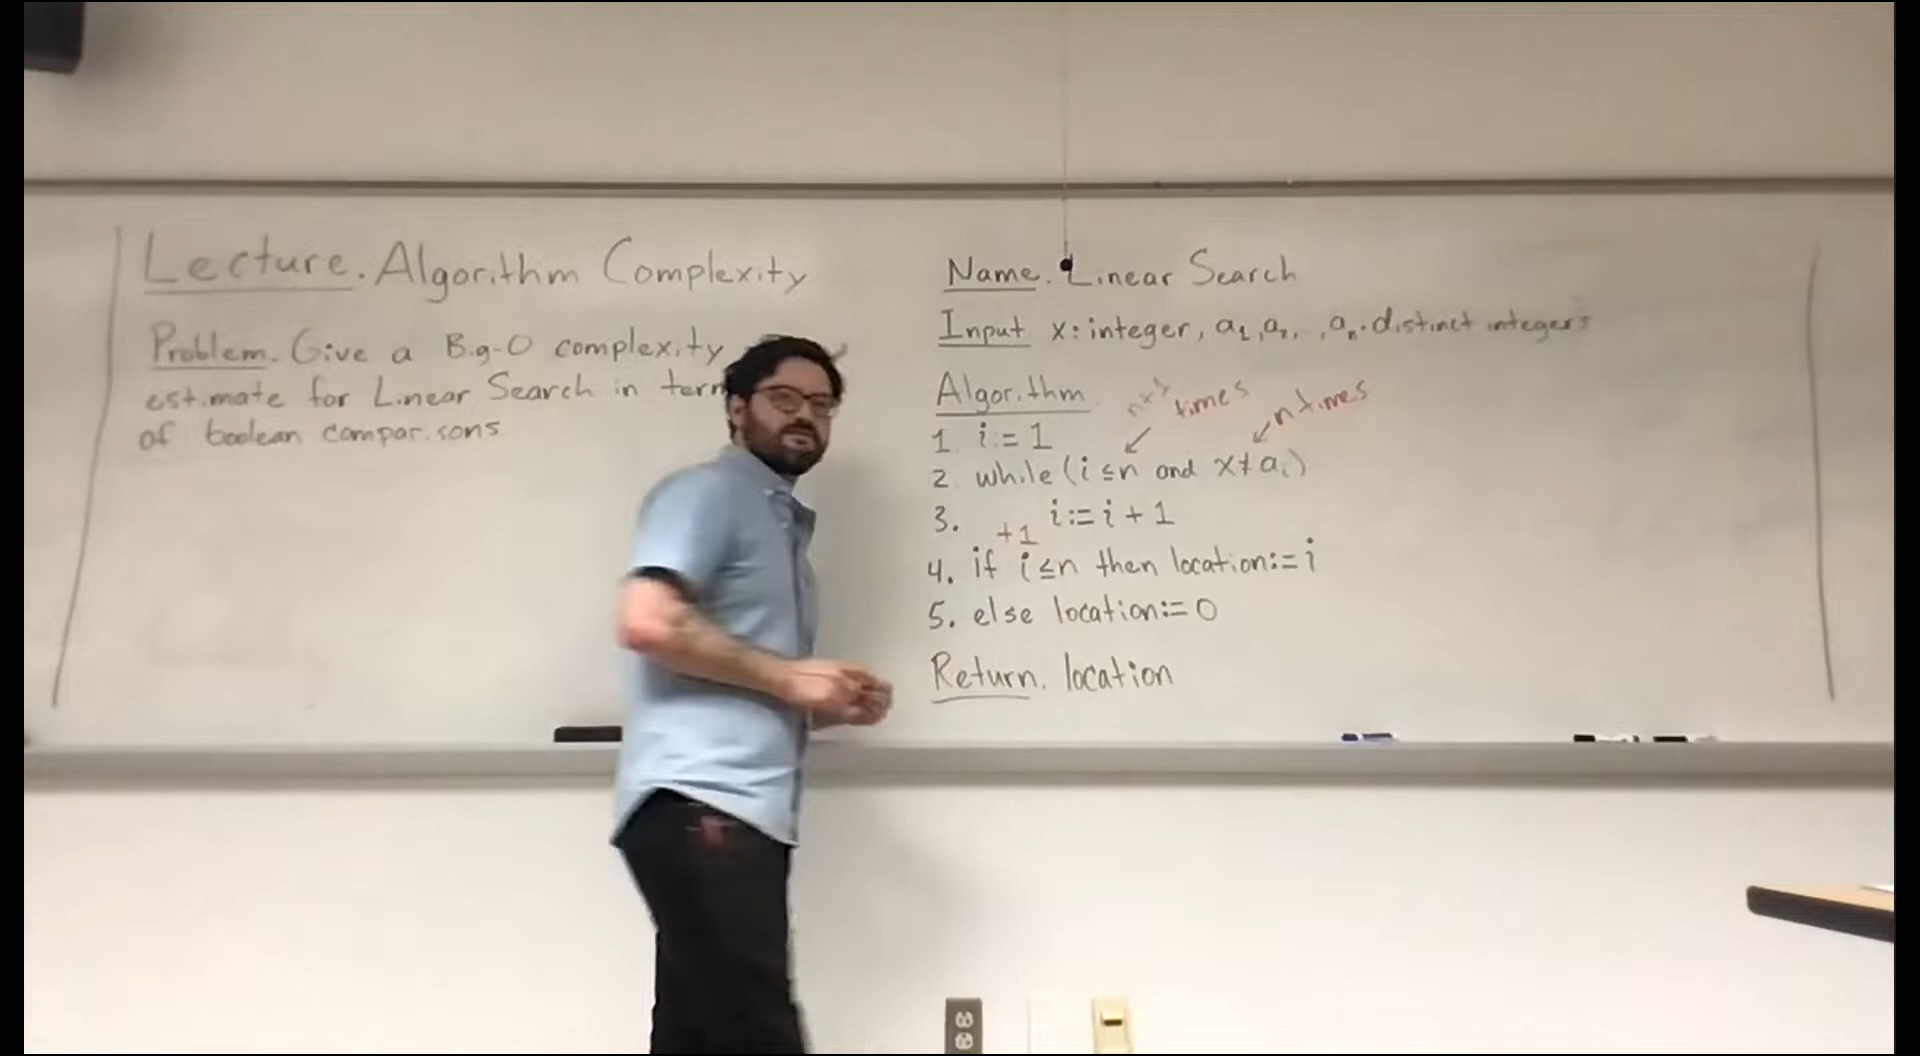 Lecture. Algorithm Complexity
Problem. Give a Big-O complexity
estimate for Linear Search in
of boolean comparisons
Name. Linear Search
Input x: integer, a₁, a₂, .., aₙ: distinct integers
Algorithm
n+1 times
n times
1. i := 1
2. while (i ≤ n and x ≠ aᵢ)
3. i := i + 1
+1
4. if i ≤ n then location := i
5. else location := 0
Return. location